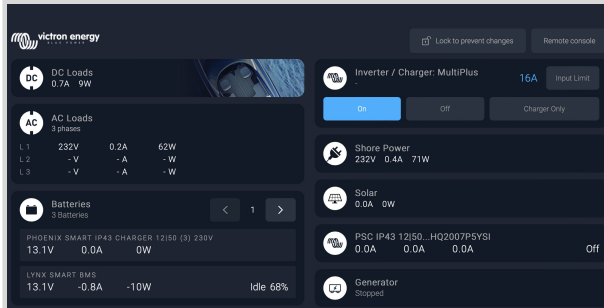 victron energy
BLUE POWER
Lock to prevent changes
Remote console
DC
DC Loads
0.7A 9W
AC
AC Loads
3 phases
L 1 232V 0.2A 62W
L 2 - V - A - W
L 3 - V - A - W
Batteries
3 Batteries
< 1 >
PHOENIX SMART IP43 CHARGER 12|50 (3) 230V
13.1V 0.0A 0W
LYNX SMART BMS
13.1V -0.8A -10W Idle 68%
Inverter / Charger: MultiPlus
-
16A Input Limit
On Off Charger Only
Shore Power
232V 0.4A 71W
Solar
0.0A 0W
PSC IP43 12|50...HQ2007P5YSI
0.0A 0.0A 0.0A Off
Generator
Stopped